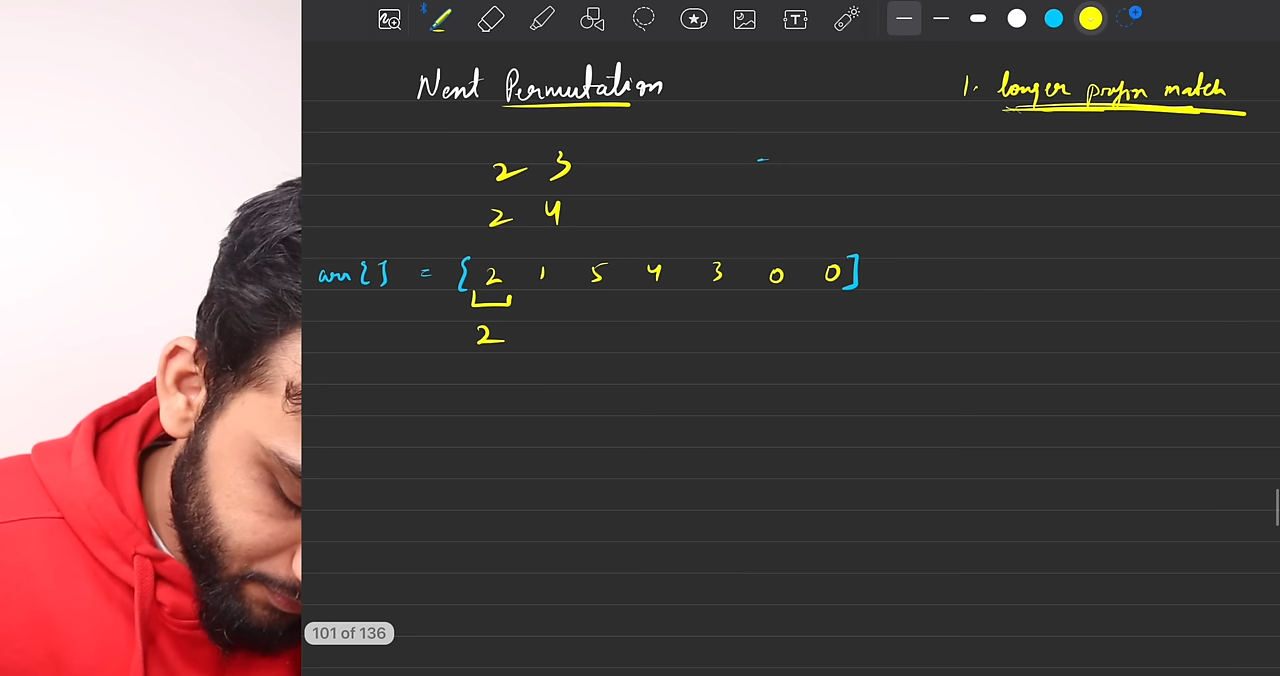 Next Permutation
1. longer prefix match
2 3
2 4
arr[] = [2 1 5 4 3 0 0]
2
101 of 136